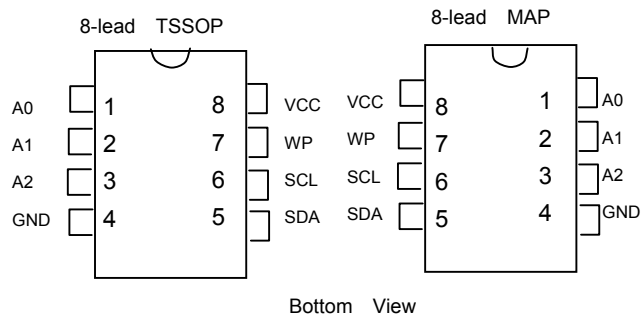 8-lead TSSOP
A0 1 8 VCC
A1 2 7 WP
A2 3 6 SCL
GND 4 5 SDA
8-lead MAP
VCC 8 1 A0
WP 7 2 A1
SCL 6 3 A2
SDA 5 4 GND
Bottom View